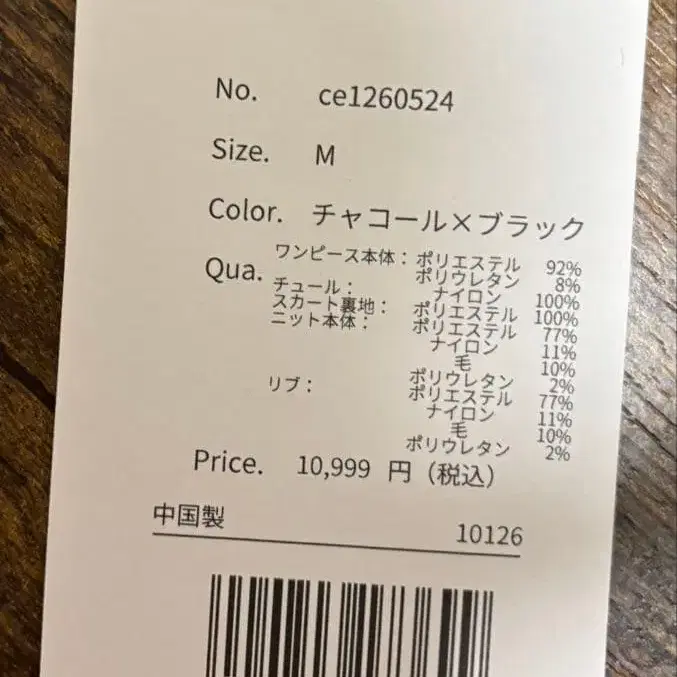 No. ce1260524
Size. M
Color. チャコール×ブラック
Qua. ワンピース本体： ポリエステル 92%
ポリウレタン 8%
チュール： ナイロン 100%
スカート裏地： ポリエステル 100%
ニット本体： ポリエステル 77%
ナイロン 11%
毛 10%
ポリウレタン 2%
リブ： ポリエステル 77%
ナイロン 11%
毛 10%
ポリウレタン 2%
Price. 10,999 円（税込）
中国製 10126